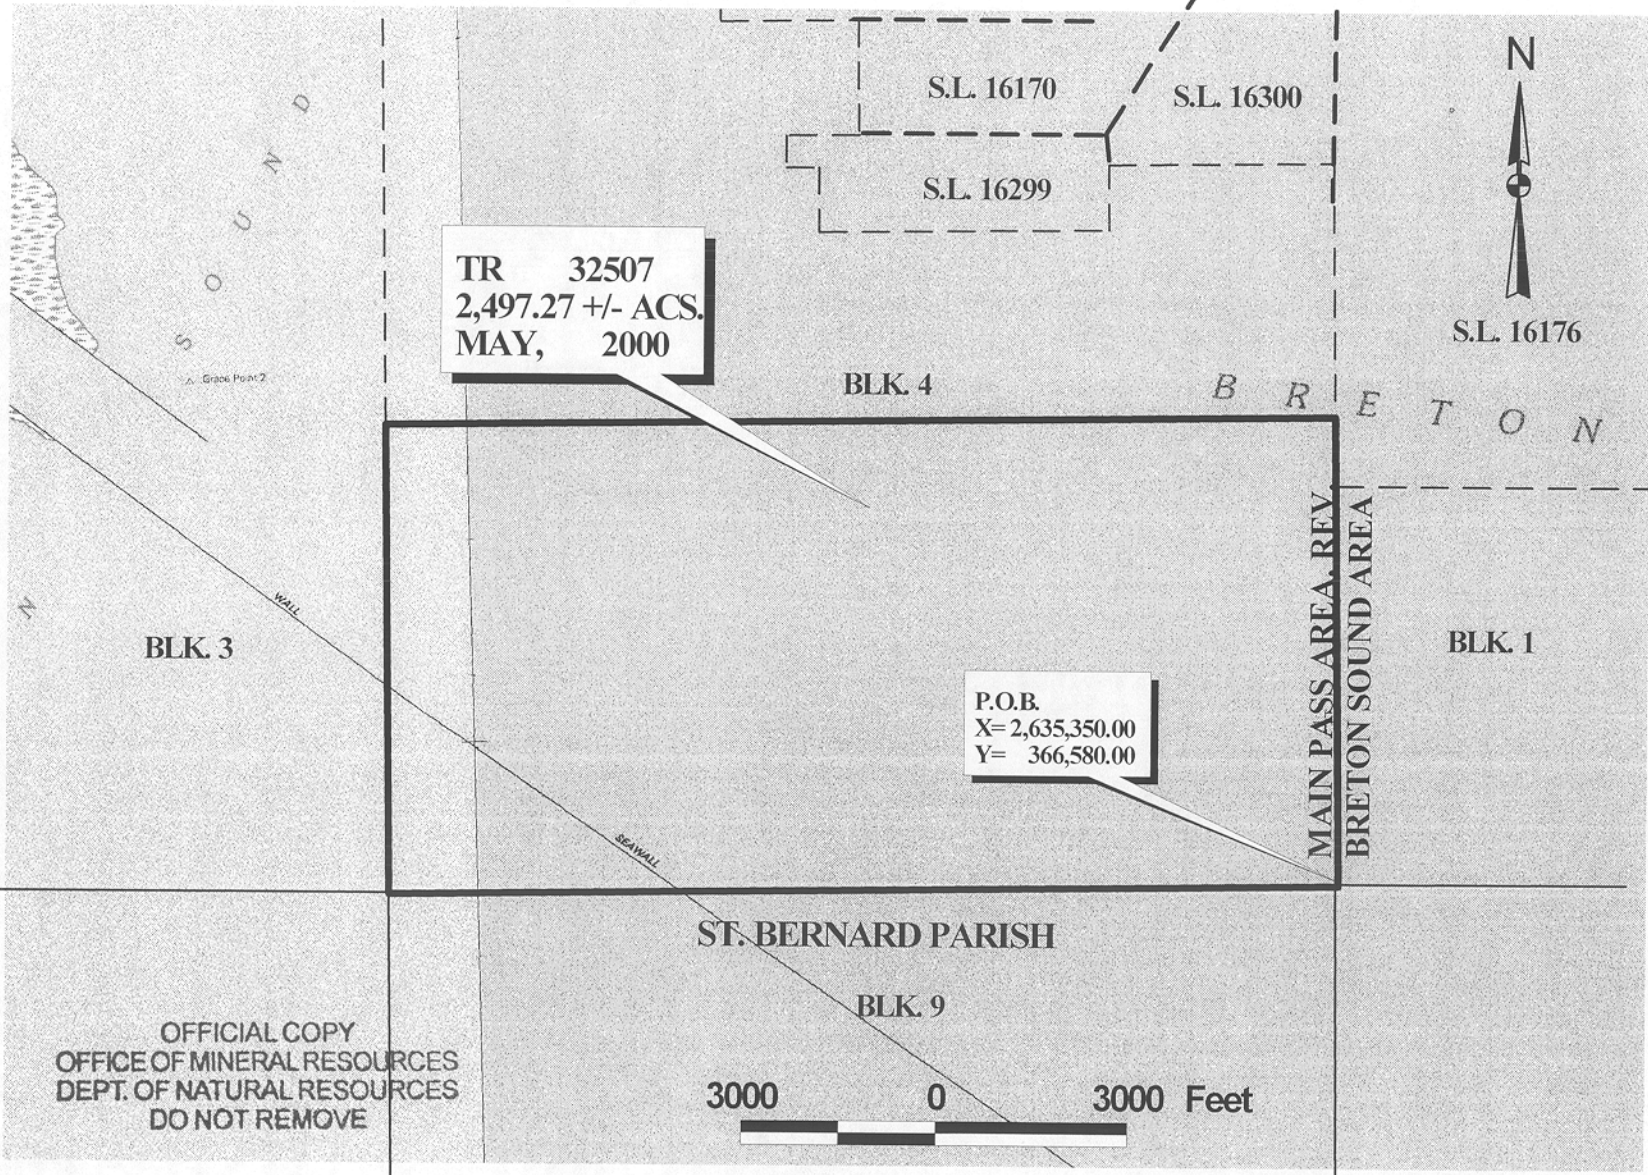 N
S.L. 16170
S.L. 16300
S.L. 16299
S.L. 16176
SOUND
TR 32507
2,497.27 +/- ACS.
MAY, 2000
Grace Point 2
BLK. 4
BRETON
MAIN PASS AREA, REV.
BRETON SOUND AREA
WALL
N
BLK. 3
BLK. 1
P.O.B.
X= 2,635,350.00
Y= 366,580.00
SEAWALL
ST. BERNARD PARISH
BLK. 9
OFFICIAL COPY
OFFICE OF MINERAL RESOURCES
DEPT. OF NATURAL RESOURCES
DO NOT REMOVE
3000 0 3000 Feet